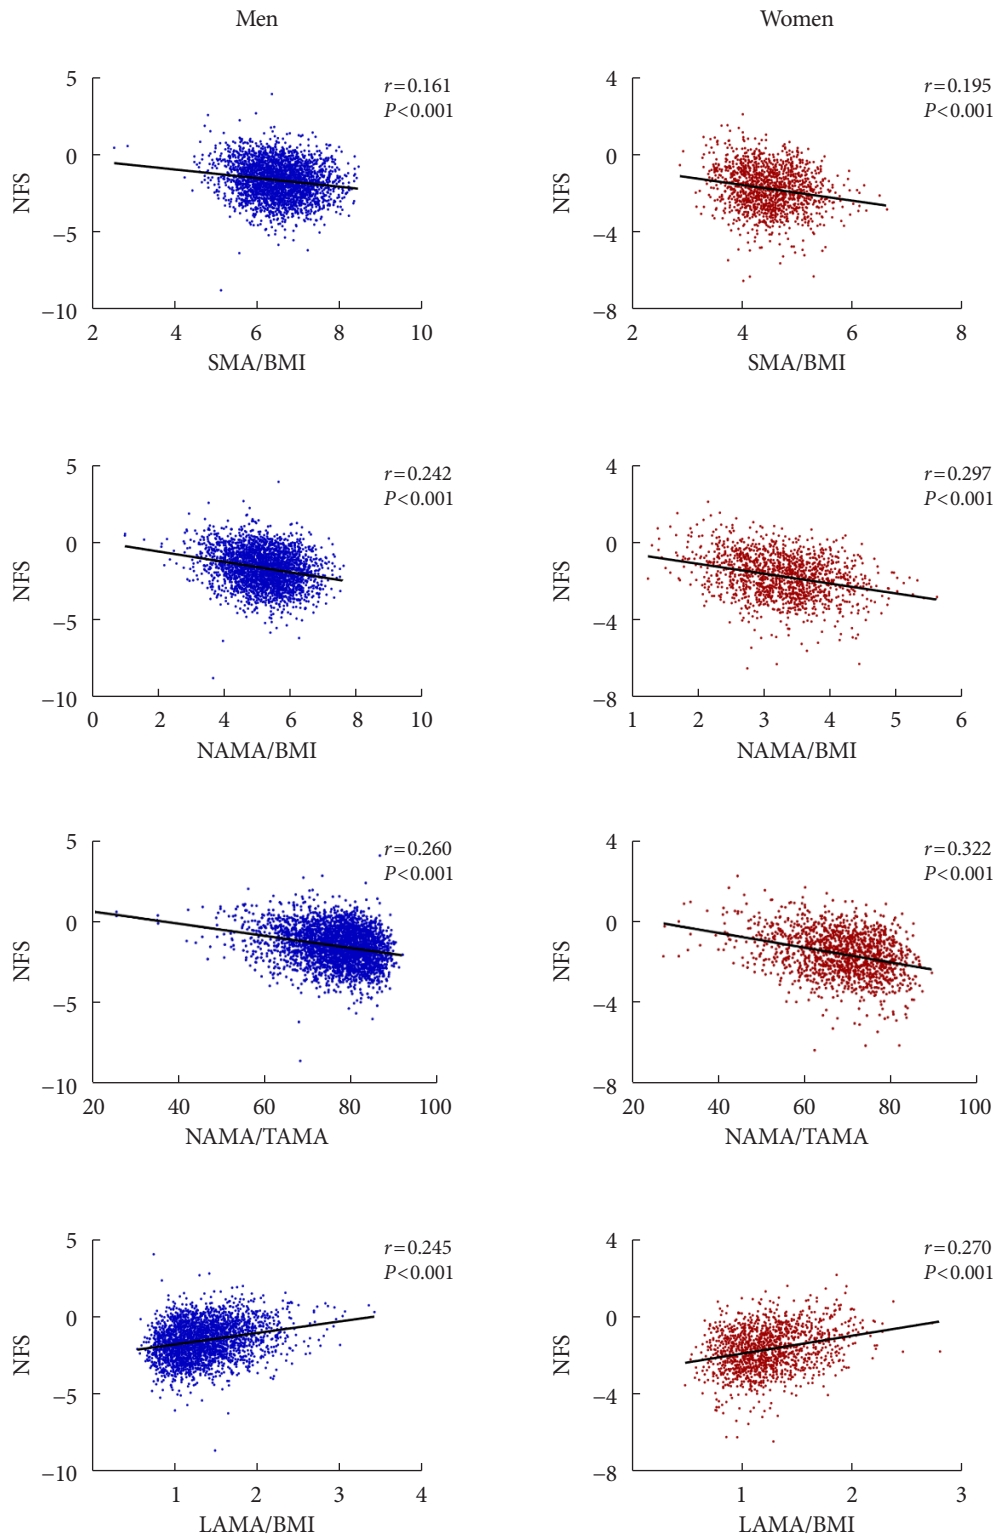 Men
Women
5
0
−5
−10
NFS
2
4
6
8
10
SMA/BMI
r=0.161
P<0.001
4
0
−4
−8
NFS
2
4
6
8
SMA/BMI
r=0.195
P<0.001
5
0
−5
−10
NFS
0
2
4
6
8
10
NAMA/BMI
r=0.242
P<0.001
4
0
−4
−8
NFS
1
2
3
4
5
6
NAMA/BMI
r=0.297
P<0.001
5
0
−5
−10
NFS
20
40
60
80
100
NAMA/TAMA
r=0.260
P<0.001
4
0
−4
−8
NFS
20
40
60
80
100
NAMA/TAMA
r=0.322
P<0.001
5
0
−5
−10
NFS
1
2
3
4
LAMA/BMI
r=0.245
P<0.001
4
0
−4
−8
NFS
1
2
3
LAMA/BMI
r=0.270
P<0.001